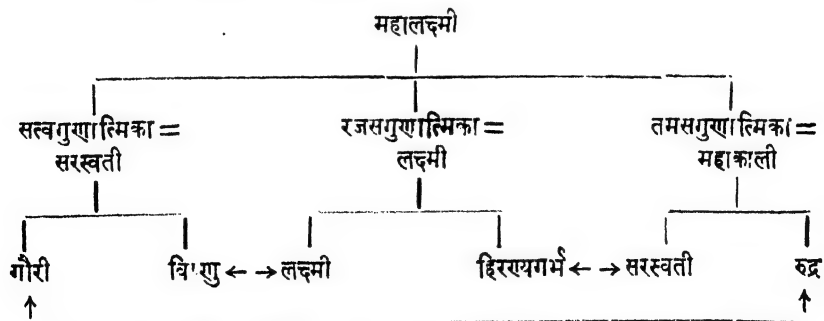 महालक्ष्मी
सत्वगुणात्मिका = रजसगुणात्मिका = तमसगुणात्मिका =
सरस्वती लक्ष्मी महाकाली
गौरी विष्णु ← → लक्ष्मी हिरण्यगर्भ ← → सरस्वती रुद्र
↑ ↑